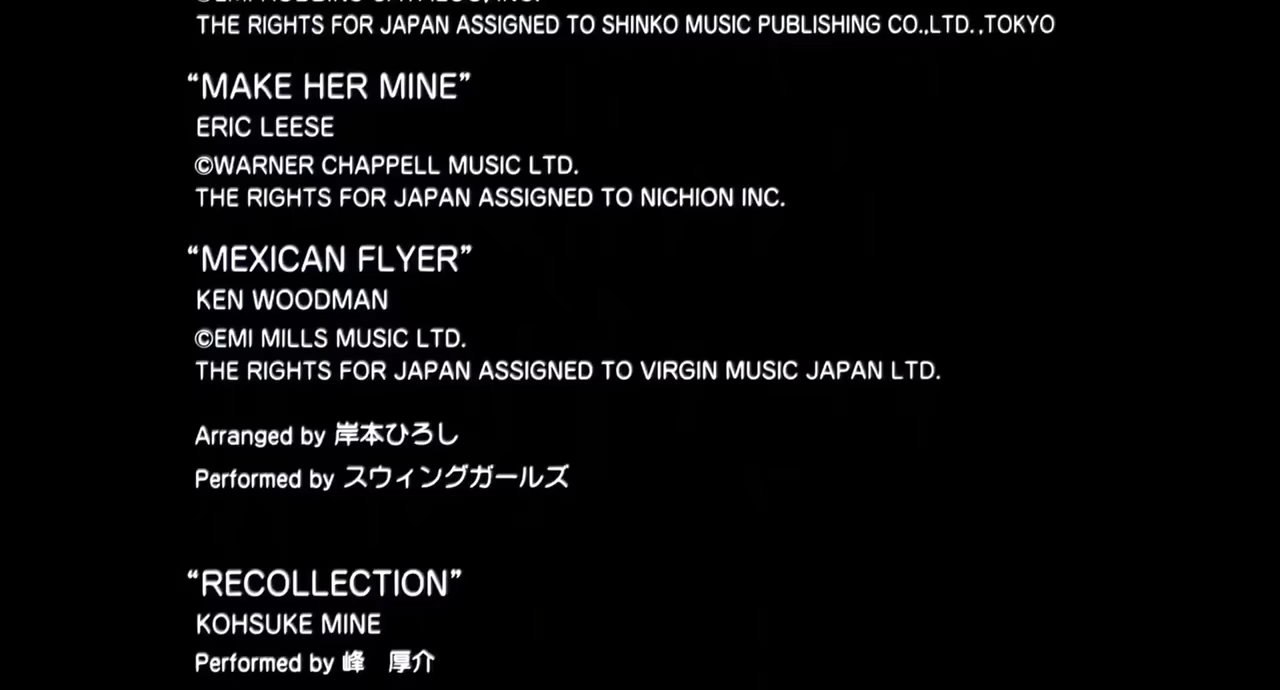 THE RIGHTS FOR JAPAN ASSIGNED TO SHINKO MUSIC PUBLISHING CO.,LTD.,TOKYO
“MAKE HER MINE”
ERIC LEESE
©WARNER CHAPPELL MUSIC LTD.
THE RIGHTS FOR JAPAN ASSIGNED TO NICHION INC.
“MEXICAN FLYER”
KEN WOODMAN
©EMI MILLS MUSIC LTD.
THE RIGHTS FOR JAPAN ASSIGNED TO VIRGIN MUSIC JAPAN LTD.
Arranged by 岸本ひろし
Performed by スウィングガールズ
“RECOLLECTION”
KOHSUKE MINE
Performed by 峰　厚介